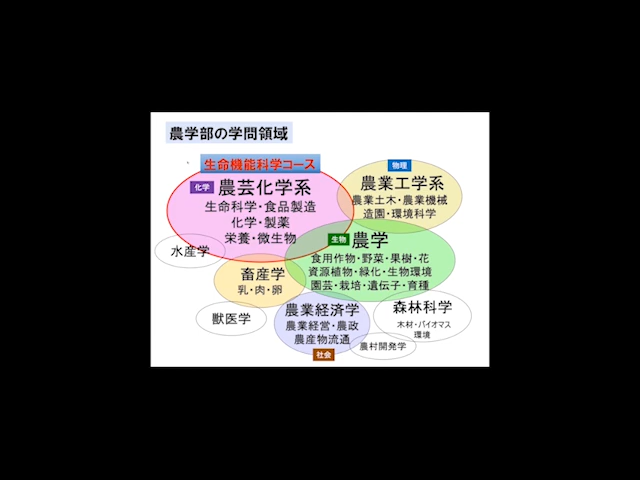 農学部の学問領域
生命機能科学コース
化学
農芸化学系
生命科学・食品製造
化学・製薬
栄養・微生物
物理
農業工学系
農業土木・農業機械
造園・環境科学
生物
農学
食用作物・野菜・果樹・花
資源植物・緑化・生物環境
園芸・栽培・遺伝子・育種
水産学
畜産学
乳・肉・卵
獣医学
農業経済学
農業経営・農政
農産物流通
社会
森林科学
木材・バイオマス
環境
農村開発学